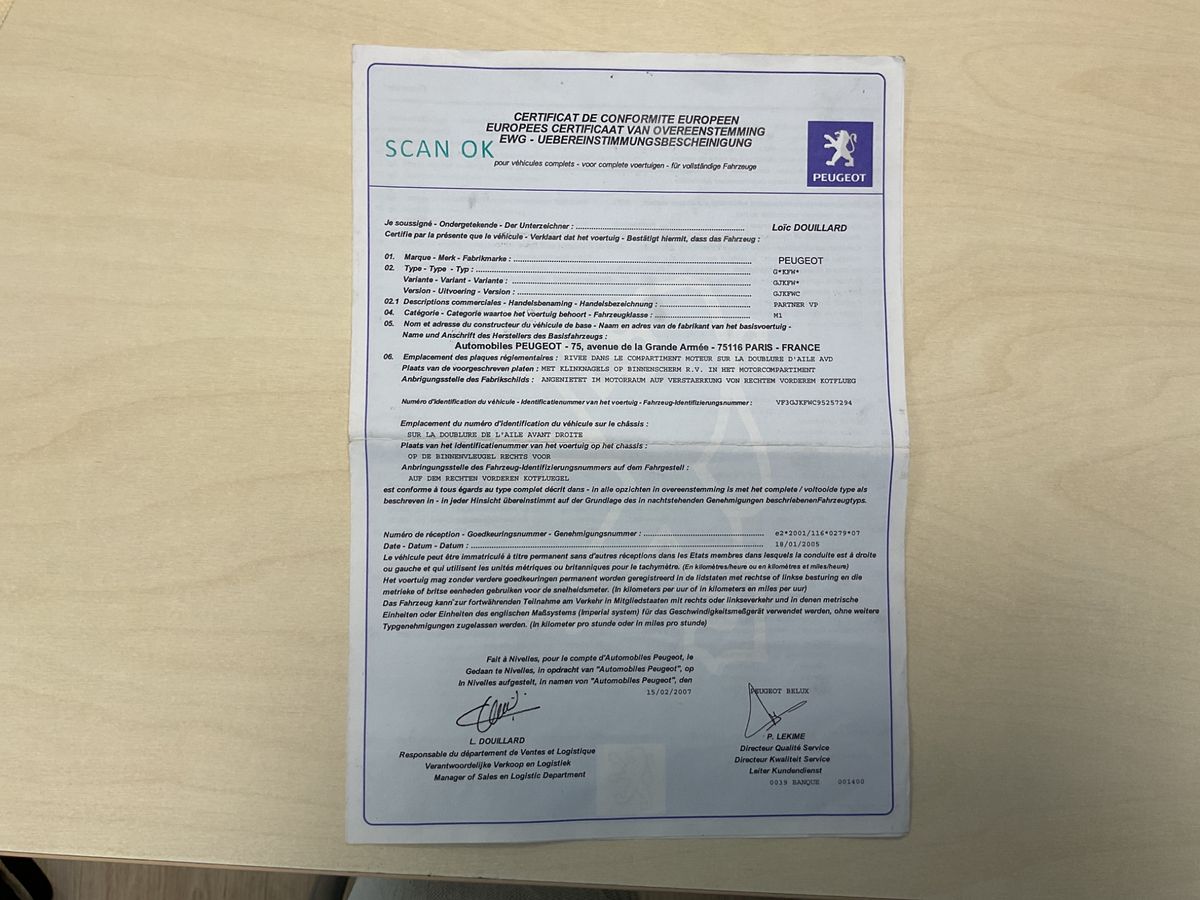 CERTIFICAT DE CONFORMITE EUROPEEN
EUROPEES CERTIFICAAT VAN OVEREENSTEMMING
EWG - UEBEREINSTIMMUNGSBESCHEINIGUNG
SCAN OK
pour véhicules complets - voor complete voertuigen - für vollständige Fahrzeuge
PEUGEOT
Je soussigné - Ondergetekende - Der Unterzeichner : Loïc DOUILLARD
Certifie par la présente que le véhicule - Verklaart dat het voertuig - Bestätigt hiermit, dass das Fahrzeug :
01. Marque - Merk - Fabrikmarke : PEUGEOT
02. Type - Type - Typ : G*KFW*
Variante - Variant - Variante : GJKFW*
Version - Uitvoering - Version : GJKFWC
02.1 Descriptions commerciales - Handelsbenaming - Handelsbezeichnung : PARTNER VP
04. Catégorie - Categorie waartoe het voertuig behoort - Fahrzeugklasse : M1
05. Nom et adresse du constructeur du véhicule de base - Naam en adres van de fabrikant van het basisvoertuig -
Name und Anschrift des Herstellers des Basisfahrzeugs :
Automobiles PEUGEOT - 75, avenue de la Grande Armée - 75116 PARIS - FRANCE
06. Emplacement des plaques réglementaires : RIVEE DANS LE COMPARTIMENT MOTEUR SUR LA DOUBLURE D'AILE AVD
Plaats van de voorgeschreven platen : MET KLINKNAGELS OP BINNENSCHERM R.V. IN HET MOTORCOMPARTIMENT
Anbrigungsstelle des Fabrikschilds : ANGENIETET IM MOTORRAUM AUF VERSTAERKUNG VON RECHTEM VORDEREM KOTFLUEG
Numéro d'identification du véhicule - Identificatienummer van het voertuig - Fahrzeug-Identifizierungsnummer : VF3GJKFWC95257294
Emplacement du numéro d'identification du véhicule sur le châssis :
SUR LA DOUBLURE DE L'AILE AVANT DROITE
Plaats van het identificatienummer van het voertuig op het chassis :
OP DE BINNENVLEUGEL RECHTS VOOR
Anbringungsstelle des Fahrzeug-Identifizierungsnummers auf dem Fahrgestell :
AUF DEM RECHTEN VORDEREN KOTFLUEGEL
est conforme à tous égards au type complet décrit dans - in alle opzichten in overeenstemming is met het complete / voltooide type als
beschreven in - in jeder Hinsicht übereinstimmt auf der Grundlage des in nachtstehenden Genehmigungen beschriebenenFahrzeugtyps.
Numéro de réception - Goedkeuringsnummer - Genehmigungsnummer : e2*2001/116*0279*07
Date - Datum - Datum : 18/01/2005
Le véhicule peut être immatriculé à titre permanent sans d'autres réceptions dans les Etats membres dans lesquels la conduite est à droite
ou gauche et qui utilisent les unités métriques ou britanniques pour le tachymètre. (En kilomètres/heure ou en kilomètres et miles/heure)
Het voertuig mag zonder verdere goedkeuringen permanent worden geregistreerd in de lidstaten met rechtse of linkse besturing en die
metrieke of britse eenheden gebruiken voor de snelheidsmeter. (In kilometers per uur of in kilometers en miles per uur)
Das Fahrzeug kann zur fortwährenden Teilnahme am Verkehr in Mitgliedstaaten mit rechts oder linkseverkehr und in denen metrische
Einheiten oder Einheiten des englischen Maßsystems (Imperial system) für das Geschwindigkeitsmeßgerät verwendet werden, ohne weitere
Typgenehmigungen zugelassen werden. (In kilometer pro stunde oder in miles pro stunde)
Fait à Nivelles, pour le compte d'Automobiles Peugeot, le
Gedaan te Nivelles, in opdracht van "Automobiles Peugeot", op
In Nivelles aufgestelt, in namen von "Automobiles Peugeot", den
15/02/2007
PEUGEOT BELUX
L. DOUILLARD
Responsable du département de Ventes et Logistique
Verantwoordelijke Verkoop en Logistiek
Manager of Sales en Logistic Department
P. LEKIME
Directeur Qualité Service
Directeur Kwaliteit Service
Leiter Kundendienst
0039 BANQUE 001400